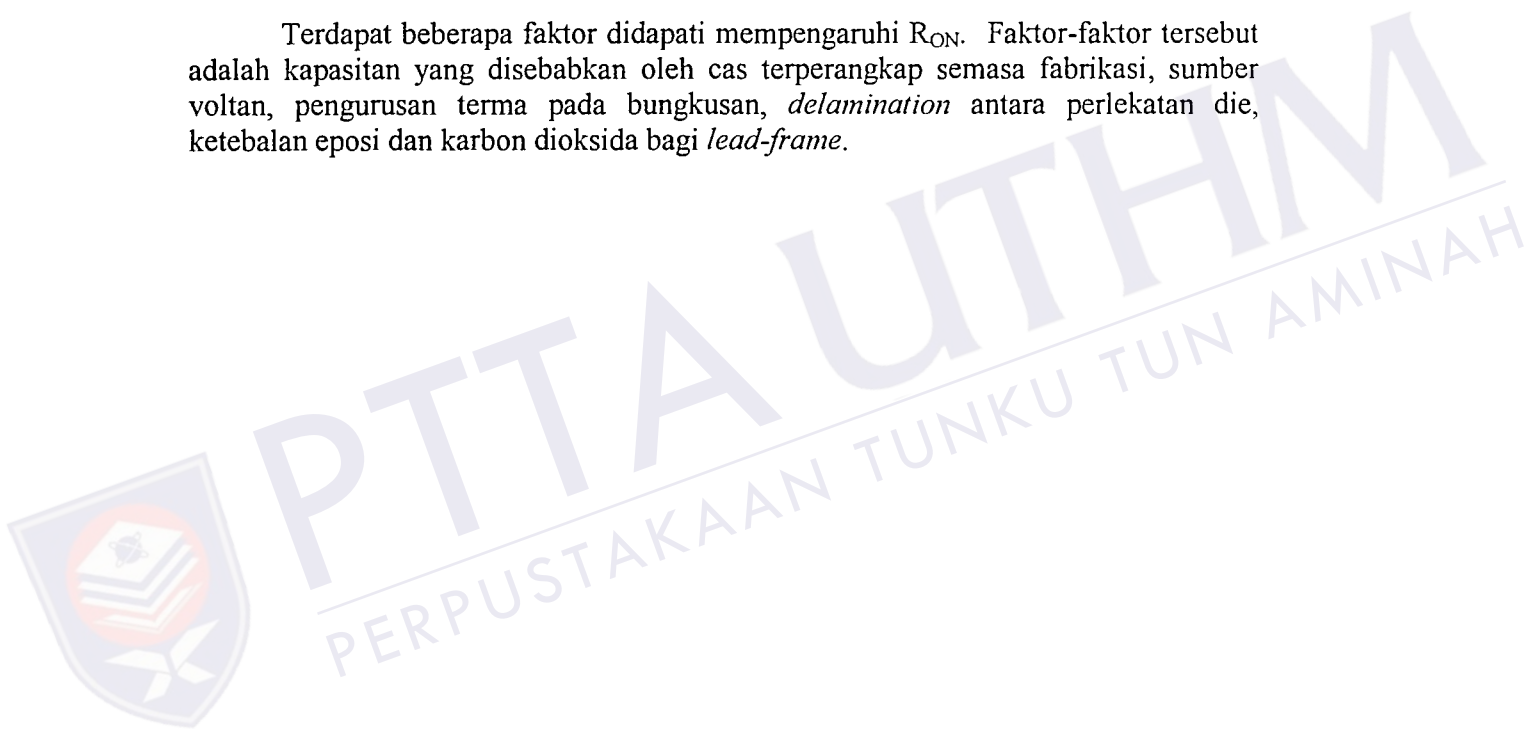 Terdapat beberapa faktor didapati mempengaruhi RON. Faktor-faktor tersebut
adalah kapasitan yang disebabkan oleh cas terperangkap semasa fabrikasi, sumber
voltan, pengurusan terma pada bungkusan, delamination antara perlekatan die,
ketebalan eposi dan karbon dioksida bagi lead-frame.
PTTA UTHM
PERPUSTAKAAN TUNKU TUN AMINAH